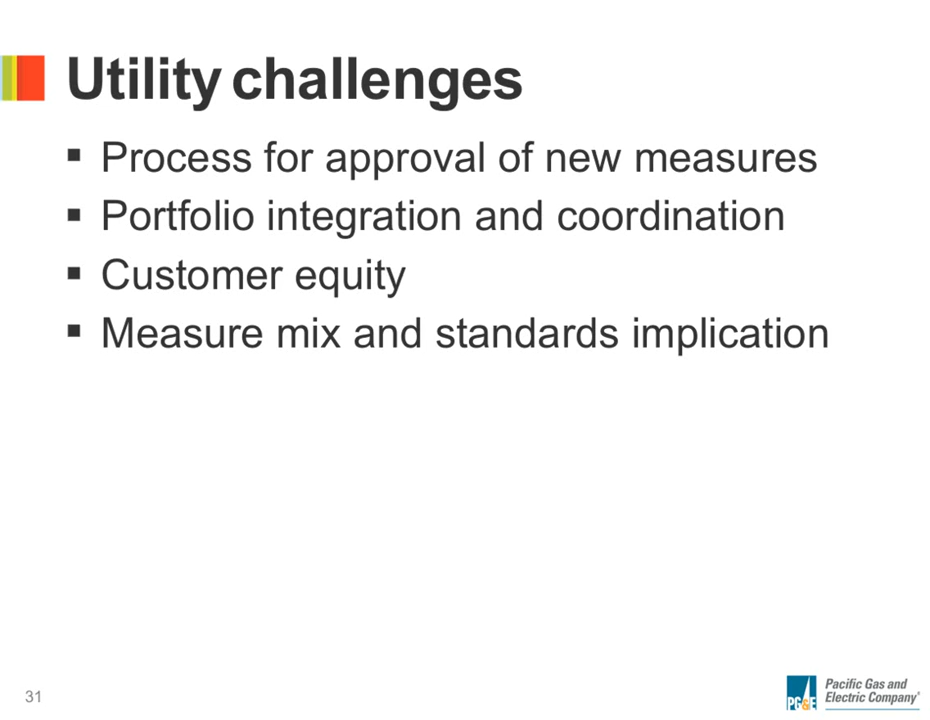 Utility challenges
▪ Process for approval of new measures
▪ Portfolio integration and coordination
▪ Customer equity
▪ Measure mix and standards implication
31
PG&E
Pacific Gas and
Electric Company®